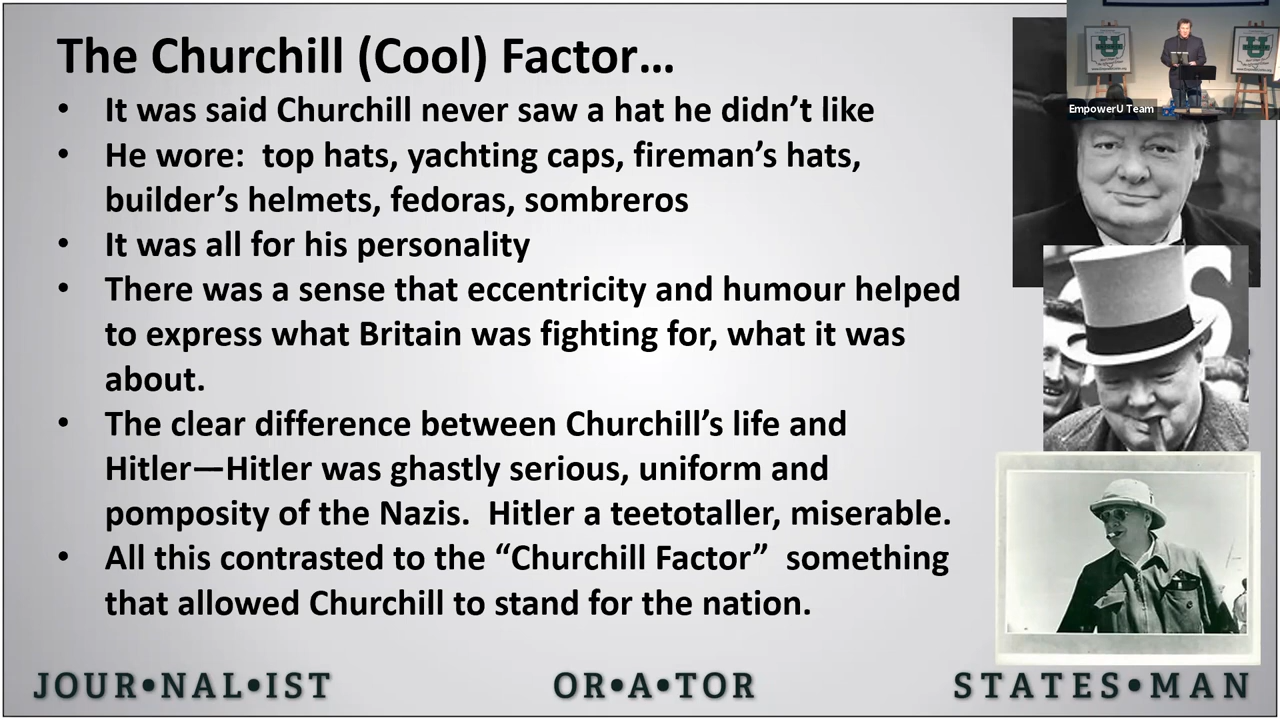 The Churchill (Cool) Factor…
• It was said Churchill never saw a hat he didn’t like
• He wore:  top hats, yachting caps, fireman’s hats,
builder’s helmets, fedoras, sombreros
• It was all for his personality
• There was a sense that eccentricity and humour helped
to express what Britain was fighting for, what it was
about.
• The clear difference between Churchill’s life and
Hitler—Hitler was ghastly serious, uniform and
pomposity of the Nazis.  Hitler a teetotaller, miserable.
• All this contrasted to the “Churchill Factor”  something
that allowed Churchill to stand for the nation.
EmpowerU Team
JOUR•NAL•IST
OR•A•TOR
STATES•MAN